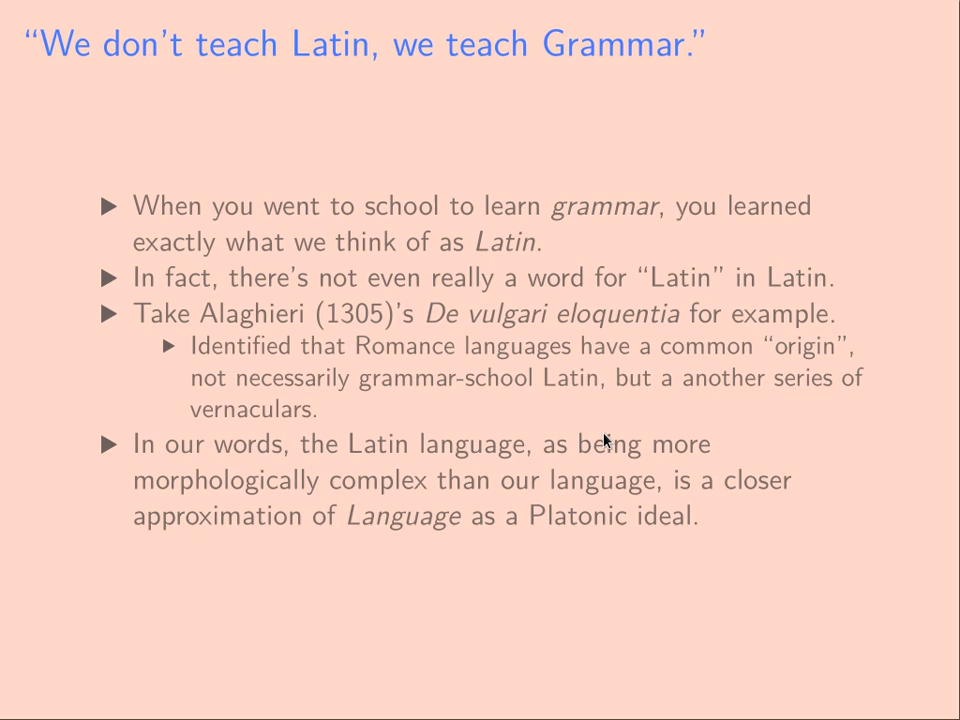 “We don’t teach Latin, we teach Grammar.”
▶ When you went to school to learn grammar, you learned
exactly what we think of as Latin.
▶ In fact, there’s not even really a word for “Latin” in Latin.
▶ Take Alaghieri (1305)’s De vulgari eloquentia for example.
▶ Identified that Romance languages have a common “origin”,
not necessarily grammar-school Latin, but a another series of
vernaculars.
▶ In our words, the Latin language, as being more
morphologically complex than our language, is a closer
approximation of Language as a Platonic ideal.